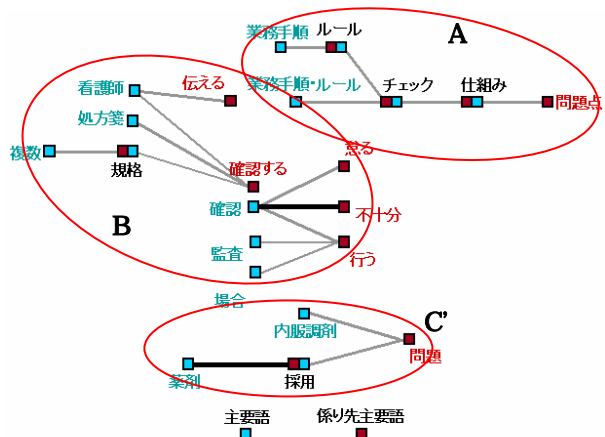 業務手順
ルール
A
看護師
伝える
業務手順・ルール
チェック
仕組み
問題点
処方箋
複数
規格
確認する
怠る
確認
不十分
B
監査
行う
場合
内服調剤
C'
問題
薬剤
採用
主要語
係り先主要語